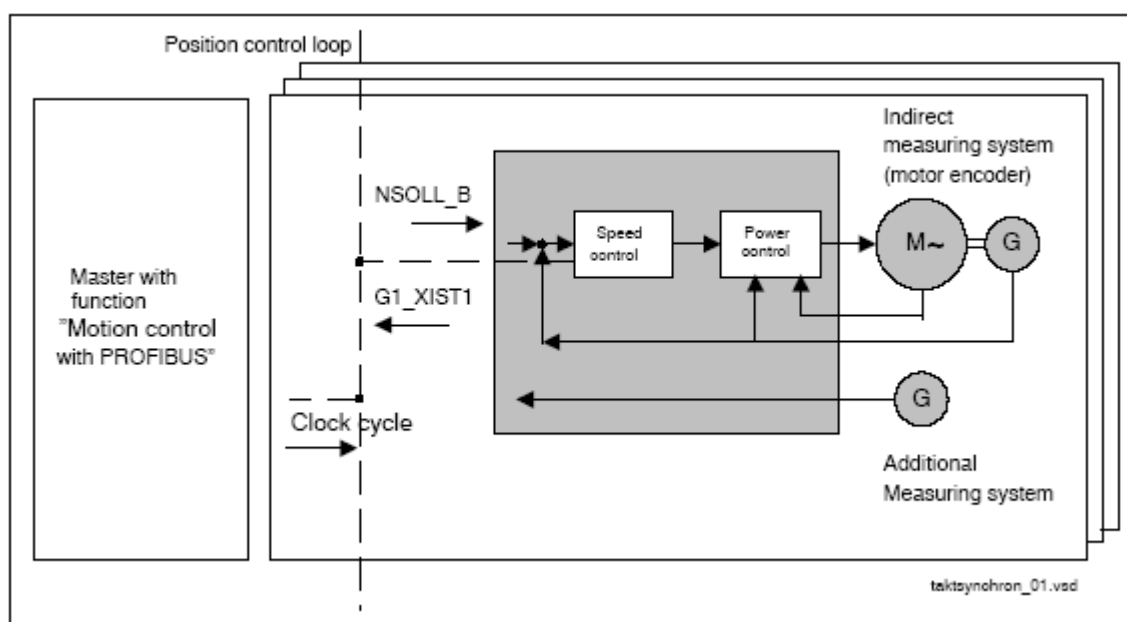 Position control loop
Master with
function
"Motion control
with PROFIBUS"
NSOLL_B
G1_XIST1
Clock cycle
Speed
control
Power
control
Indirect
measuring system
(motor encoder)
M~
G
G
Additional
Measuring system
taktsynohron_01.vsd